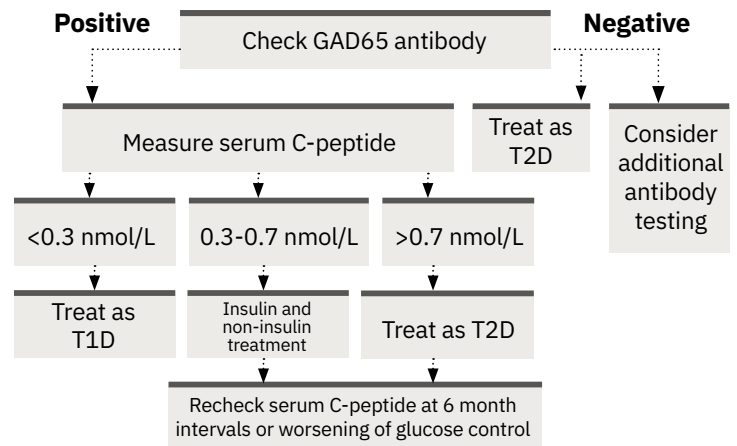 Positive
Check GAD65 antibody
Negative
Measure serum C-peptide
Treat as
T2D
Consider
additional
antibody
testing
<0.3 nmol/L
0.3-0.7 nmol/L
>0.7 nmol/L
Treat as
T1D
Insulin and
non-insulin
treatment
Treat as T2D
Recheck serum C-peptide at 6 month
intervals or worsening of glucose control